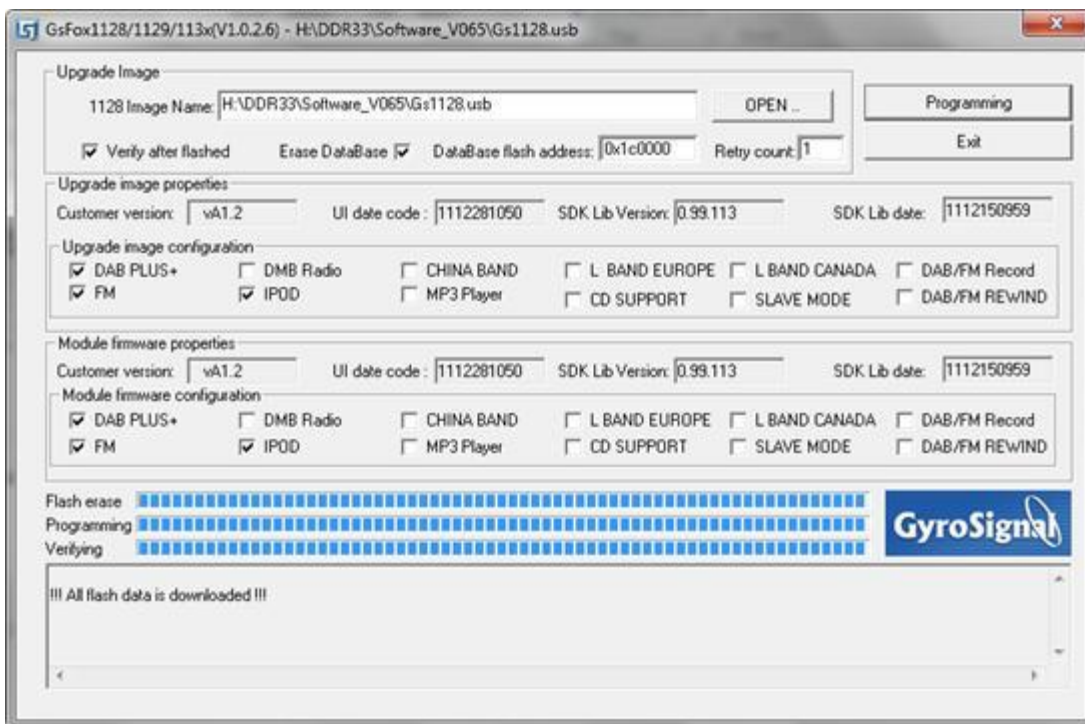 GsFox1128/1129/113x(V1.0.2.6) - H:\DDR33\Software_V065\Gs1128.usb
Upgrade Image
1128 Image Name: H:\DDR33\Software_V065\Gs1128.usb OPEN .. Programming
Verify after flashed Erase DataBase DataBase flash address: 0x1c0000 Retry count: 1 Exit
Upgrade image properties
Customer version: vA1.2 UI date code : 1112281050 SDK Lib Version: 0.99.113 SDK Lib date: 1112150959
Upgrade image configuration
DAB PLUS+ DMB Radio CHINA BAND L BAND EUROPE L BAND CANADA DAB/FM Record
FM IPOD MP3 Player CD SUPPORT SLAVE MODE DAB/FM REWIND
Module firmware properties
Customer version: vA1.2 UI date code : 1112281050 SDK Lib Version: 0.99.113 SDK Lib date: 1112150959
Module firmware configuration
DAB PLUS+ DMB Radio CHINA BAND L BAND EUROPE L BAND CANADA DAB/FM Record
FM IPOD MP3 Player CD SUPPORT SLAVE MODE DAB/FM REWIND
Flash erase
Programming
Verifying
GyroSignal
!!! All flash data is downloaded !!!